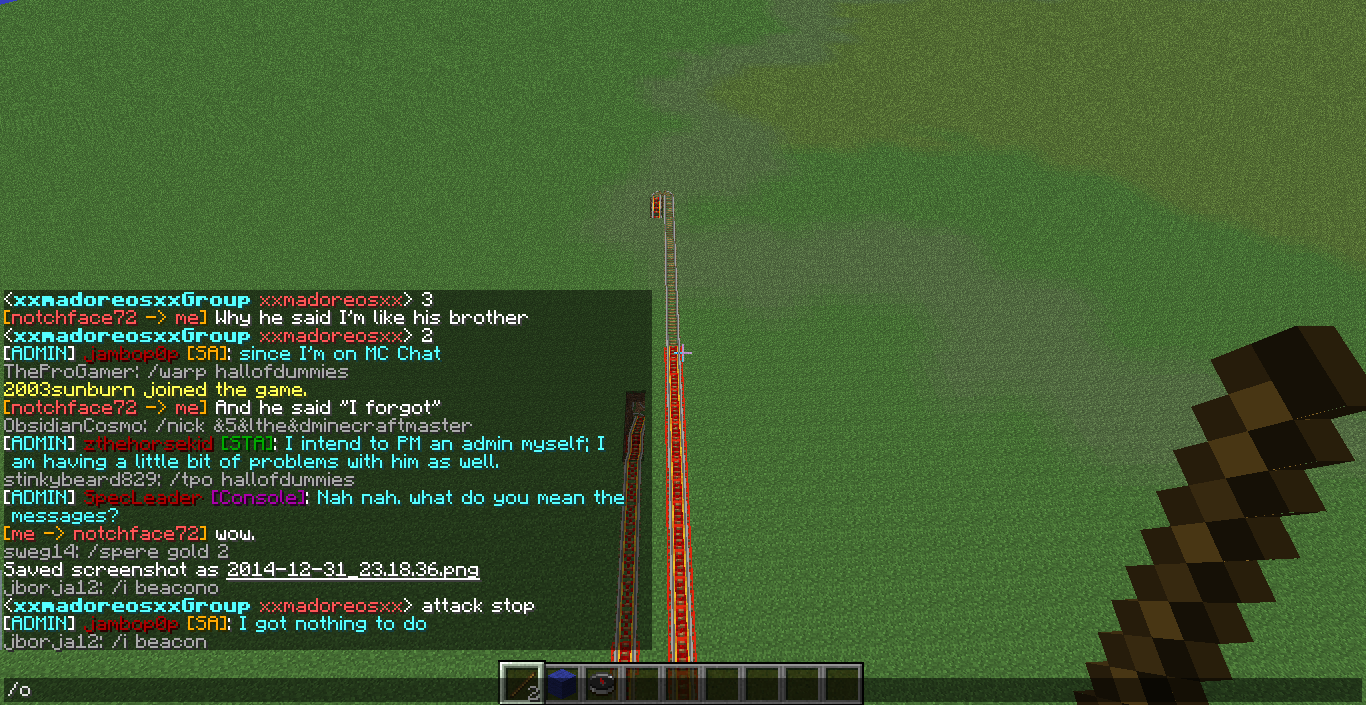 <xxmadoreosxxGroup xxmadoreosxx> 3
[notchface72 -> me] Why he said I'm like his brother
<xxmadoreosxxGroup xxmadoreosxx> 2
[ADMIN] jambop0p [SA]: since I'm on MC Chat
TheProGamer: /warp hallofdummies
2003sunburn joined the game.
[notchface72 -> me] And he said "I forgot"
ObsidianCosmo: /nick &5&lthe&dminecraftmaster
[ADMIN] zthehorsekid [STA]: I intend to PM an admin myself; I
am having a little bit of problems with him as well.
stinkybeard829: /tpo hallofdummies
[ADMIN] SpecLeader [Console]: Nah nah. what do you mean the
messages?
[me -> notchface72] wow.
sweg14: /spere gold 2
Saved screenshot as 2014-12-31_23.18.36.png
jborja12: /i beacono
<xxmadoreosxxGroup xxmadoreosxx> attack stop
[ADMIN] jambop0p [SA]: I got nothing to do
jborja12: /i beacon
2
/o